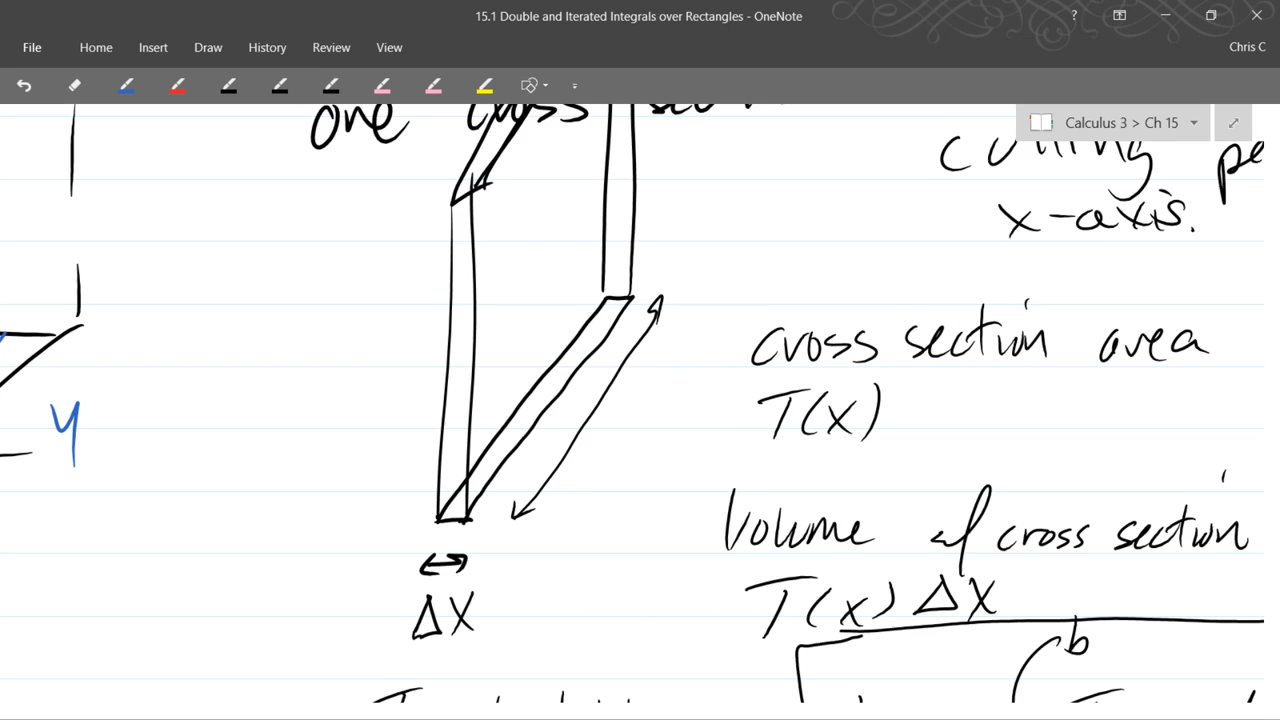 15.1 Double and Iterated Integrals over Rectangles - OneNote
?
File Home Insert Draw History Review View
Chris C
Calculus 3 > Ch 15
one cross
x-axis.
cross section area
T(x)
y
Volume of cross section
T(x) Δx
Δx
b